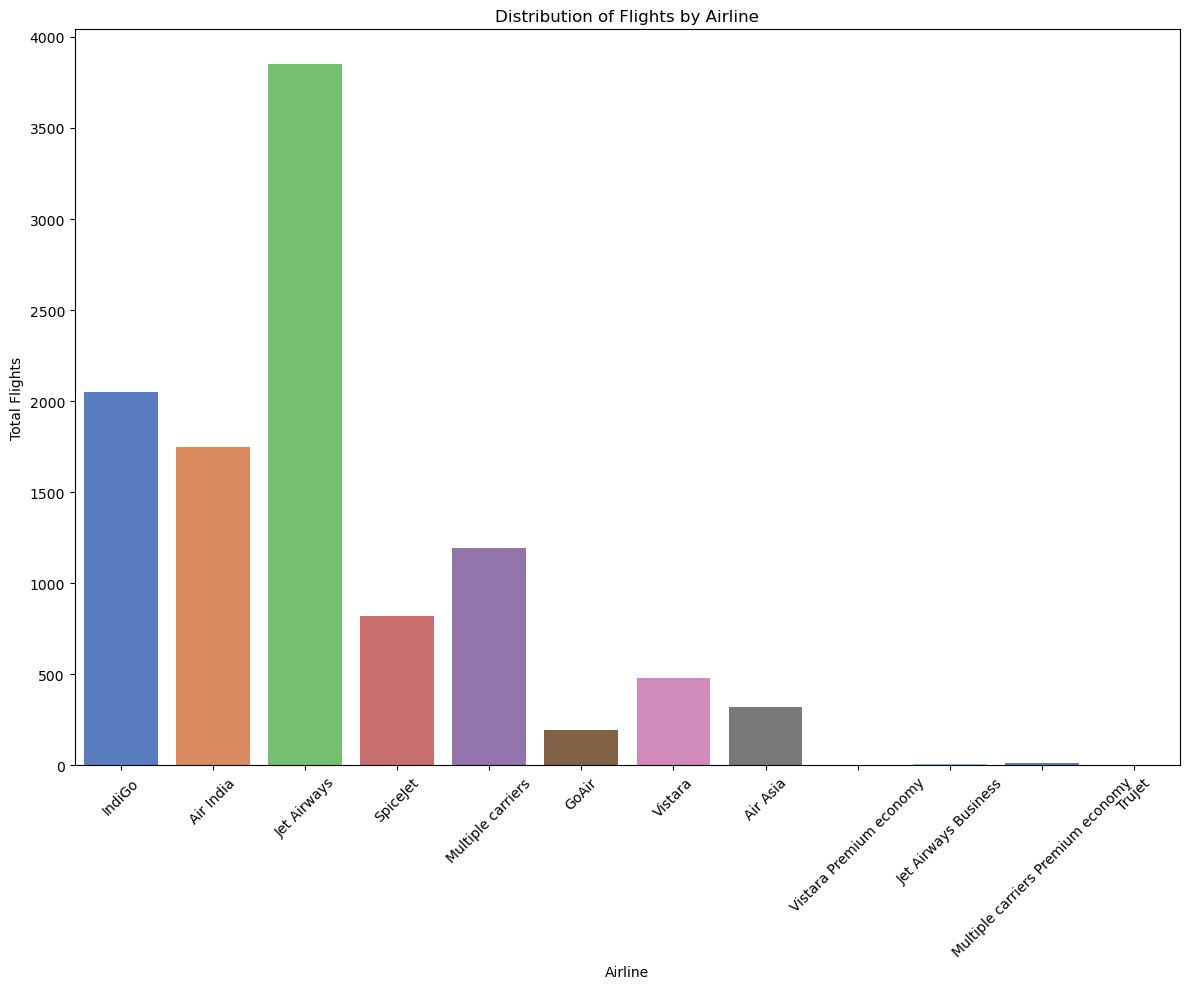 Distribution of Flights by Airline
Total Flights
4000
3500
3000
2500
2000
1500
1000
500
0
IndiGo
Air India
Jet Airways
SpiceJet
Multiple carriers
GoAir
Vistara
Air Asia
Vistara Premium economy
Jet Airways Business
Multiple carriers Premium economy
Trujet
Airline